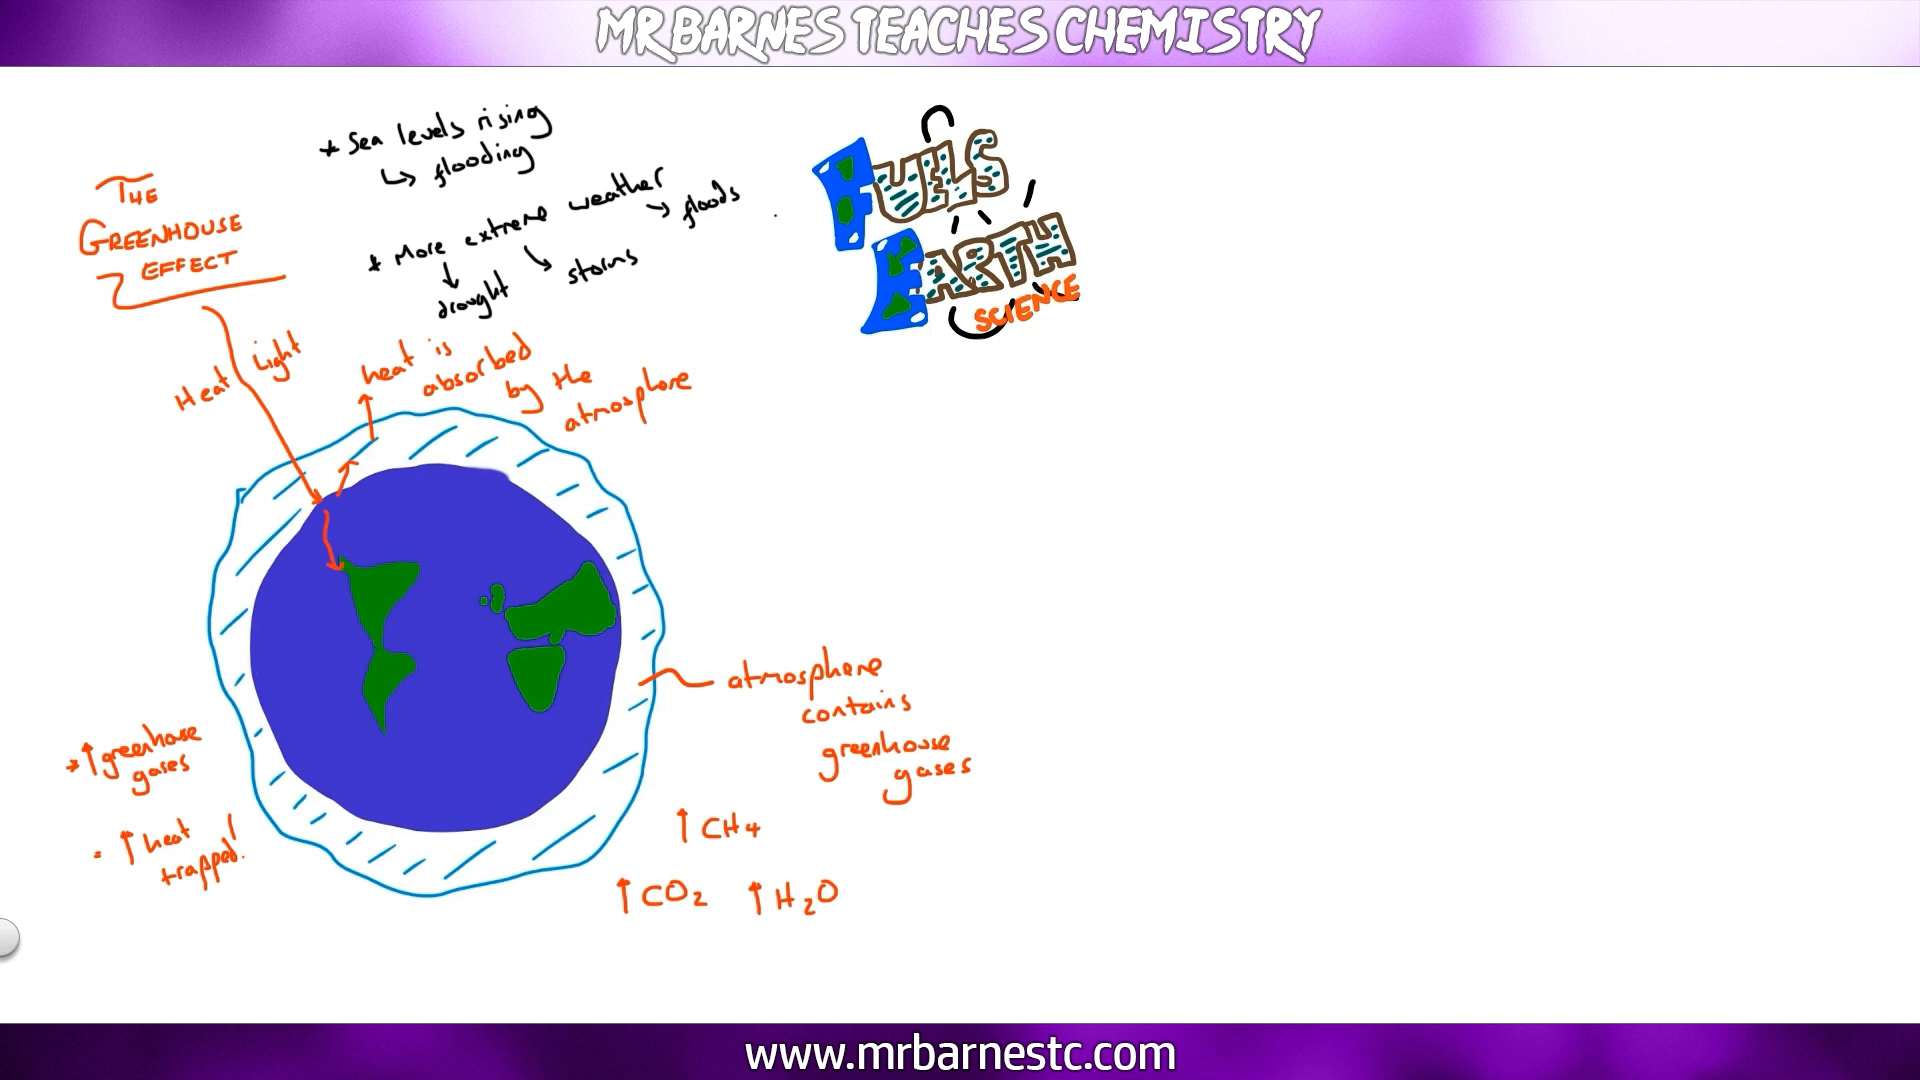 MR BARNES TEACHES CHEMISTRY
* Sea levels rising
↳ flooding
* More extreme weather
→ floods
↓ drought
↘ storms
THE
GREENHOUSE
EFFECT
FUELS
EARTH
SCIENCE
Heat Light
heat is
absorbed
by the
atmosphere
atmosphere
contains
greenhouse
gases
* ↑ greenhouse
gases
= ↑ heat
trapped!
↑ CH4
↑ CO2 ↑ H2O
www.mrbarnestc.com